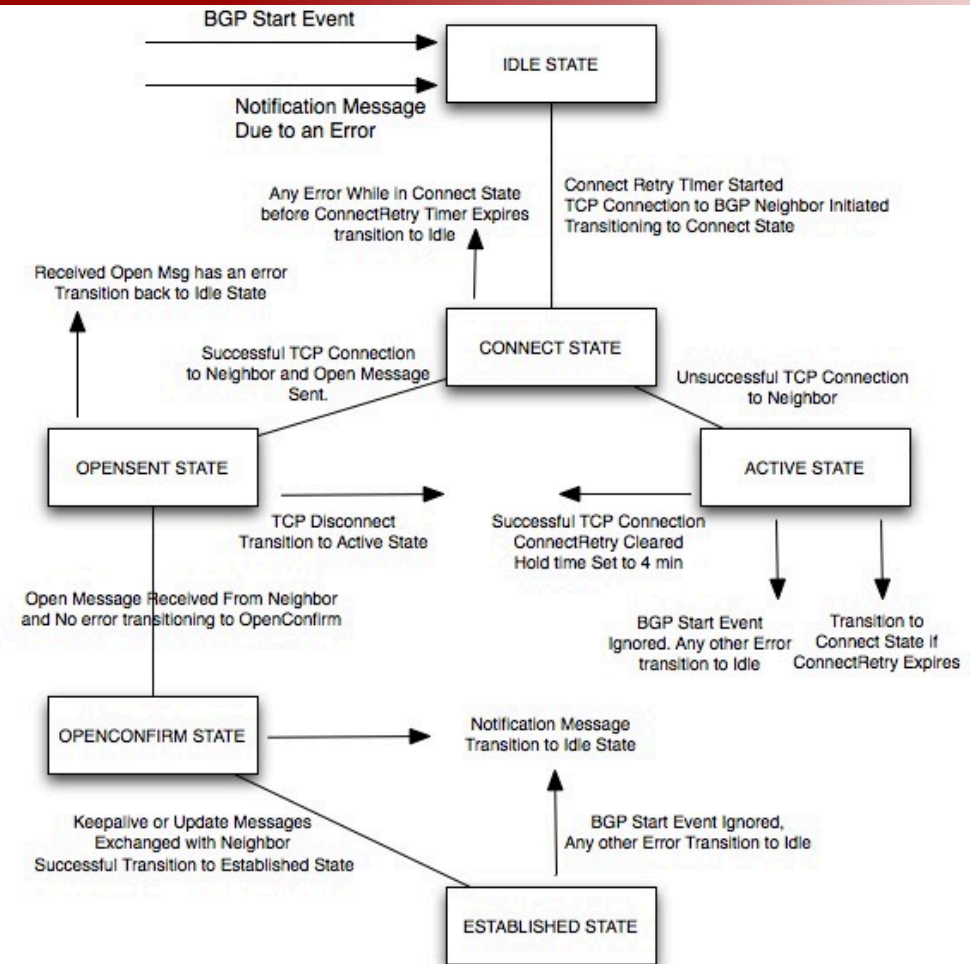 BGP Start Event
IDLE STATE
Notification Message
Due to an Error
Any Error While in Connect State
before ConnectRetry Timer Expires
transition to Idle
Connect Retry TImer Started
TCP Connection to BGP Neighbor Initiated
Transitioning to Connect State
Received Open Msg has an error
Transition back to Idle State
CONNECT STATE
Successful TCP Connection
to Neighbor and Open Message
Sent.
Unsuccessful TCP Connection
to Neighbor
OPENSENT STATE
ACTIVE STATE
TCP Disconnect
Transition to Active State
Successful TCP Connection
ConnectRetry Cleared
Hold time Set to 4 min
Open Message Received From Neighbor
and No error transitioning to OpenConfirm
BGP Start Event
Ignored. Any other Error
transition to Idle
Transition to
Connect State if
ConnectRetry Expires
OPENCONFIRM STATE
Notification Message
Transition to Idle State
Keepalive or Update Messages
Exchanged with Neighbor
Successful Transition to Established State
BGP Start Event Ignored,
Any other Error Transition to Idle
ESTABLISHED STATE